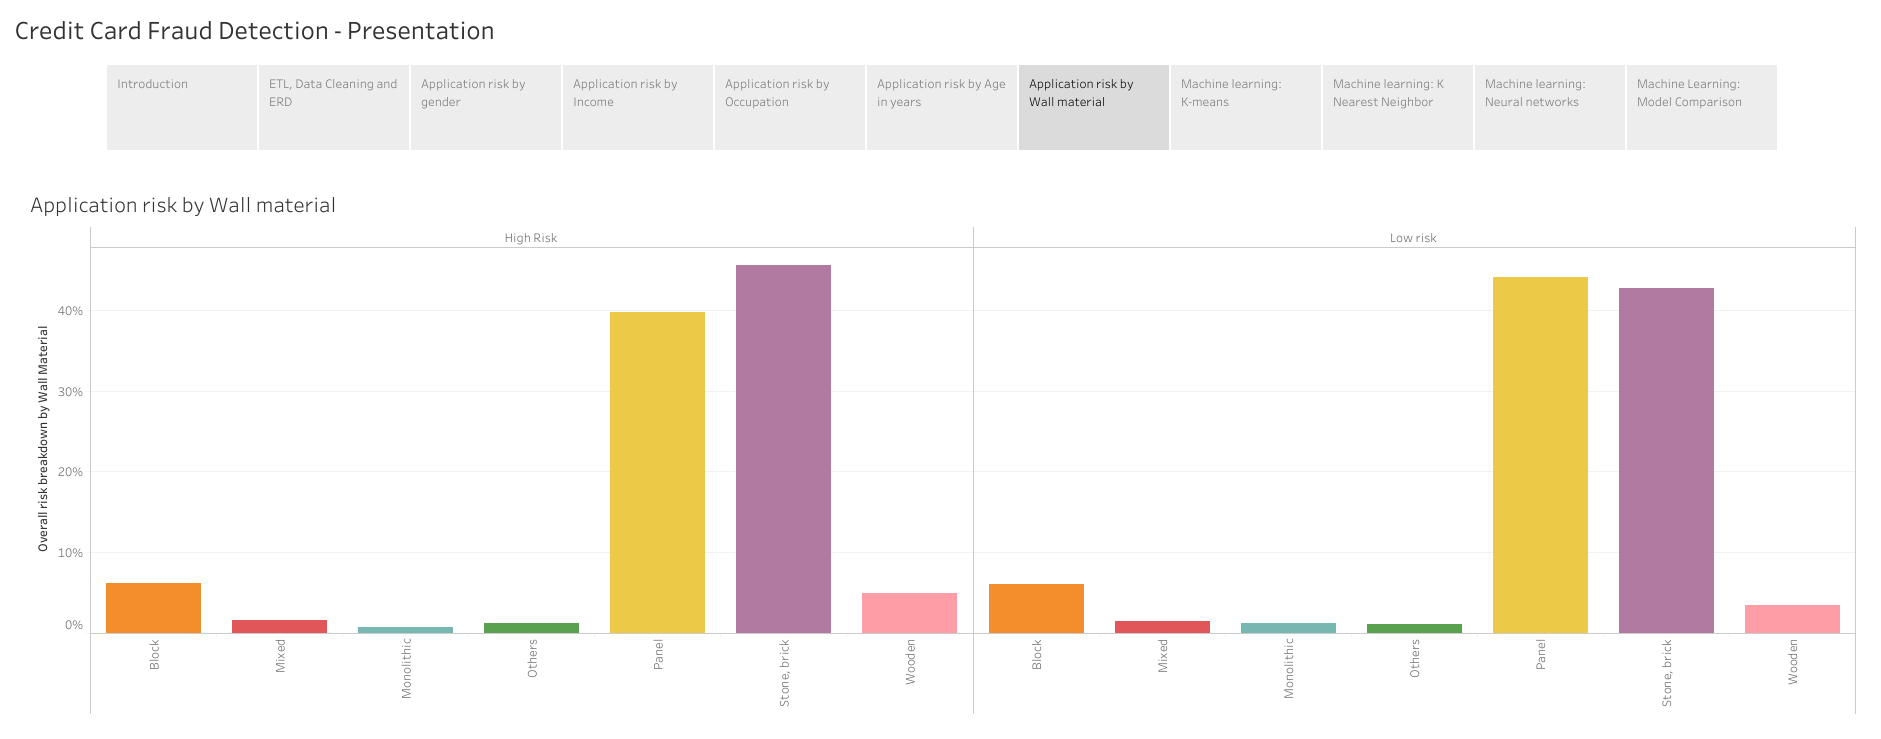 Credit Card Fraud Detection - Presentation
Introduction
ETL, Data Cleaning and
ERD
Application risk by
gender
Application risk by
Income
Application risk by
Occupation
Application risk by Age
in years
Application risk by
Wall material
Machine learning:
K-means
Machine learning: K
Nearest Neighbor
Machine learning:
Neural networks
Machine Learning:
Model Comparison
Application risk by Wall material
High Risk
Low risk
Overall risk breakdown by Wall Material
40%
30%
20%
10%
0%
Block
Mixed
Monolithic
Others
Panel
Stone, brick
Wooden
Block
Mixed
Monolithic
Others
Panel
Stone, brick
Wooden